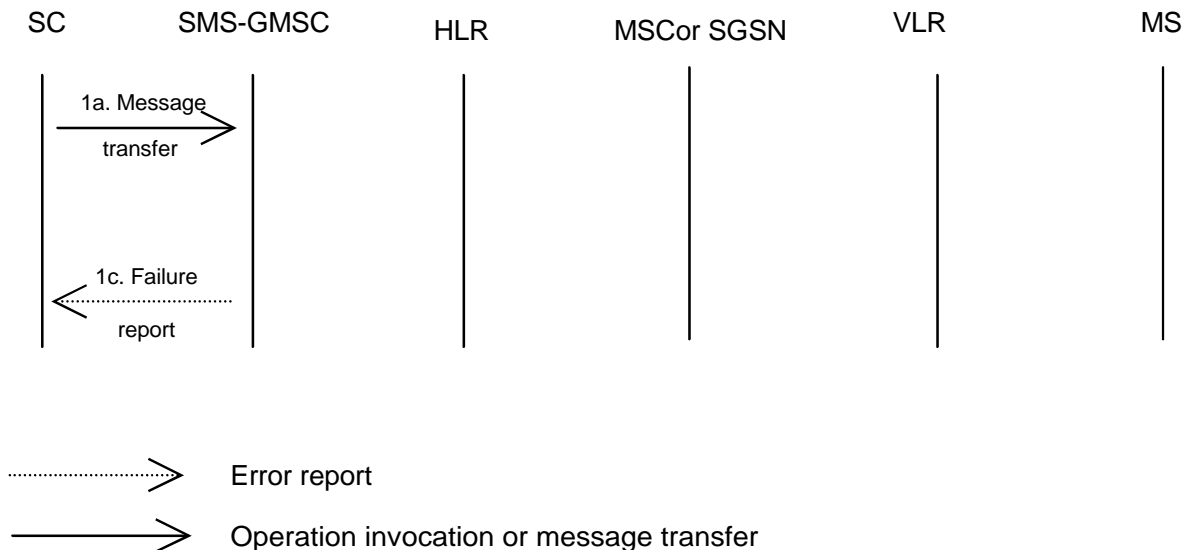 SC SMS-GMSC HLR MSCor SGSN VLR MS
1a. Message
transfer
1c. Failure
report
Error report
Operation invocation or message transfer